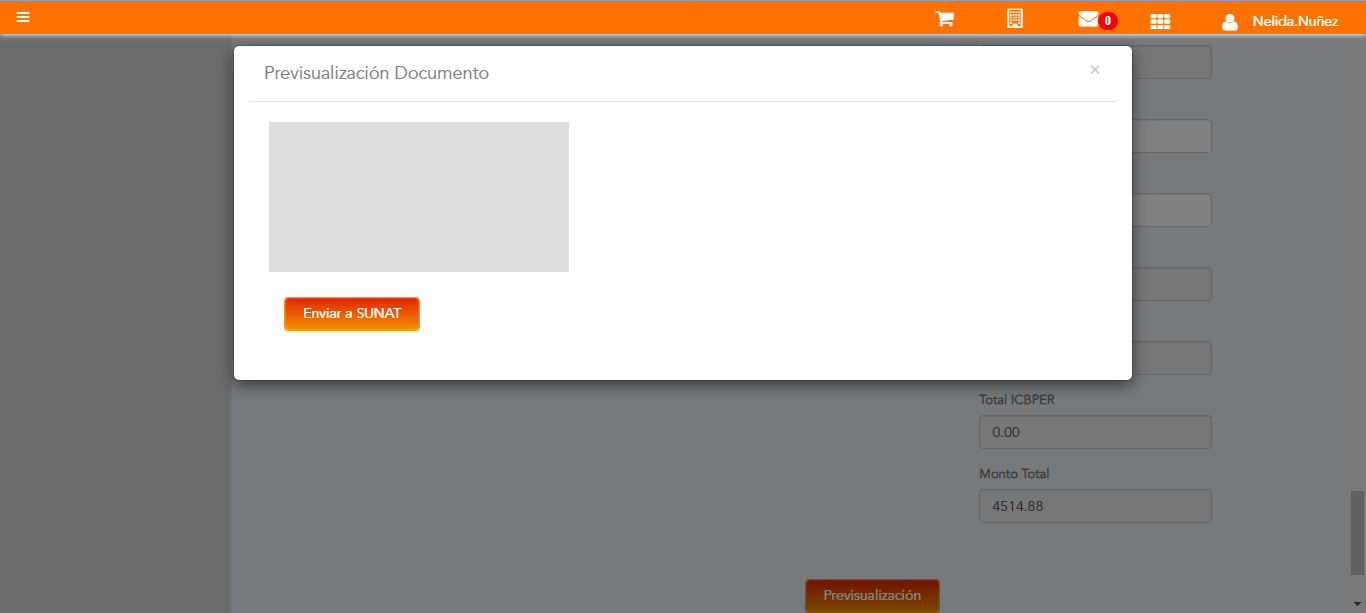 0
Nelida.Nuñez
Previsualización Documento
×
Enviar a SUNAT
Total ICBPER
0.00
Monto Total
4514.88
Previsualización